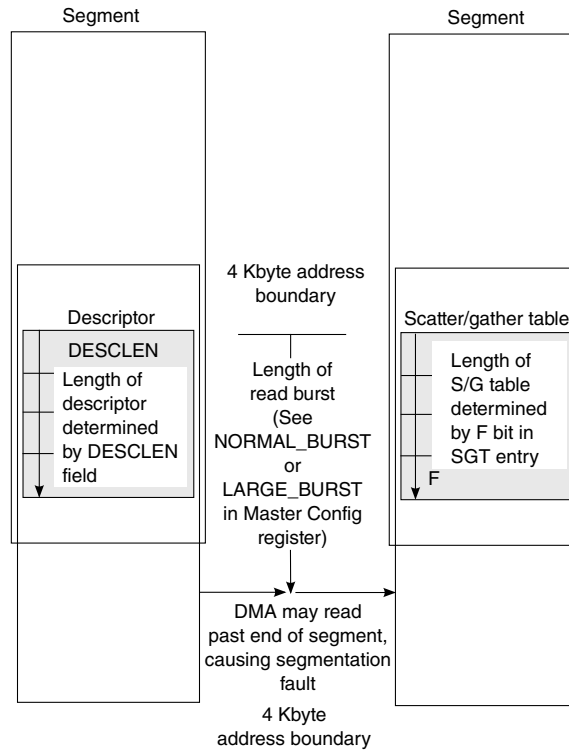 Segment
Segment
4 Kbyte address
boundary
Descriptor
DESCLEN
Length of
descriptor
determined
by DESCLEN
field
Length of
read burst
(See
NORMAL_BURST
or
LARGE_BURST
in Master Config
register)
Scatter/gather table
Length of
S/G table
determined
by F bit in
SGT entry
F
DMA may read
past end of segment,
causing segmentation
fault
4 Kbyte
address boundary